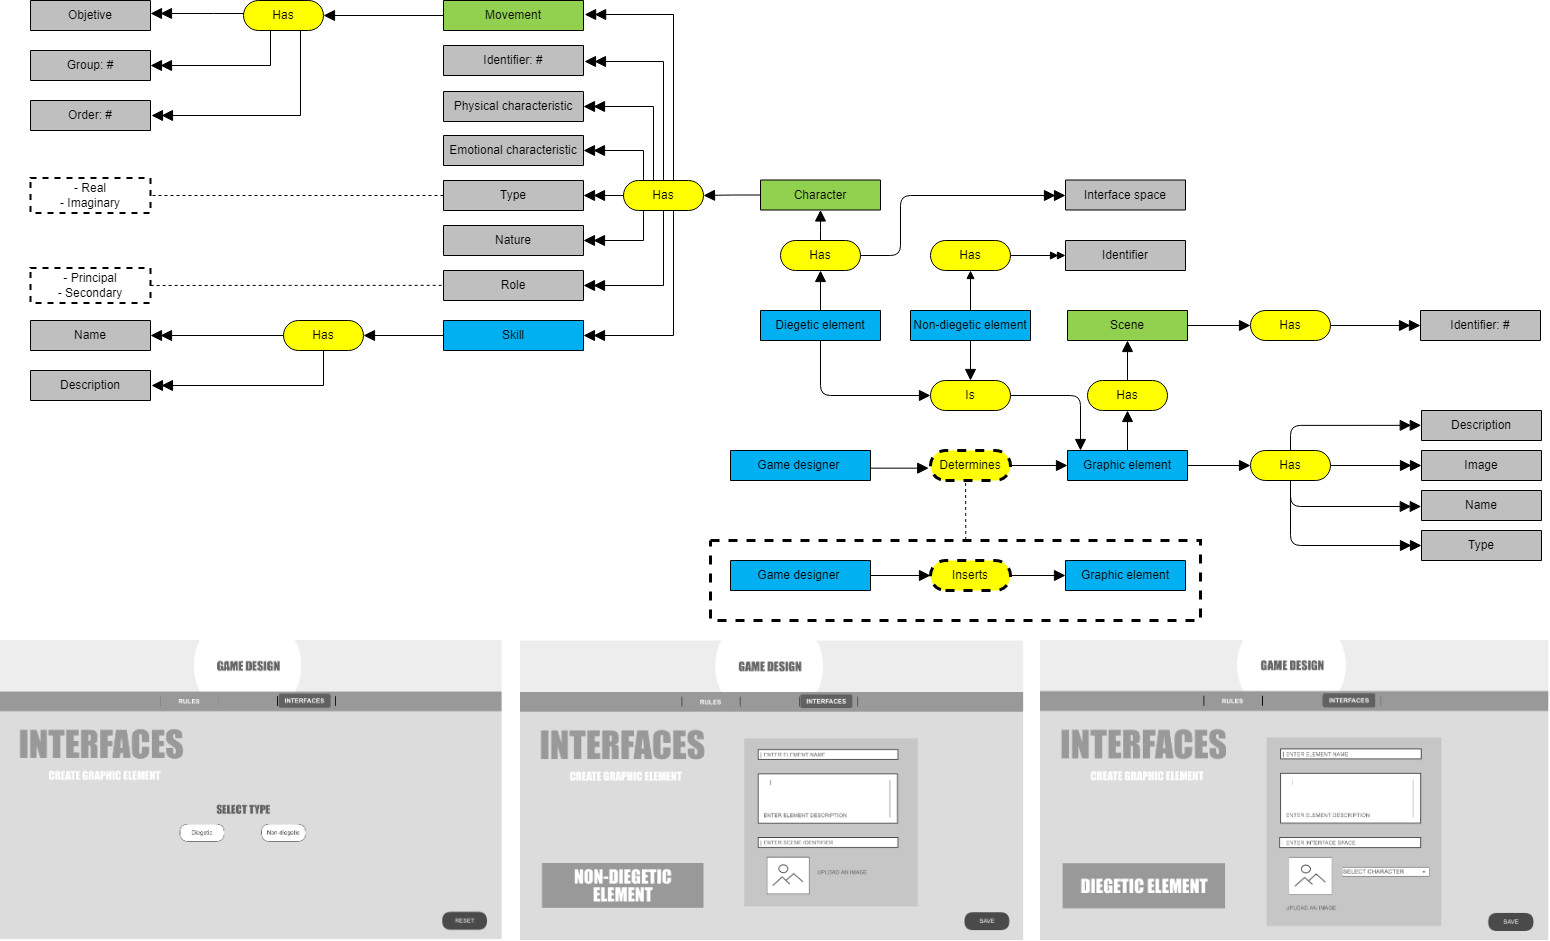 Objetive
Has
Movement
Group: #
Identifier: #
Order: #
Physical characteristic
Emotional characteristic
- Real
- Imaginary
Type
Has
Character
Interface space
Nature
Has
Has
Identifier
- Principal
- Secondary
Role
Name
Has
Skill
Diegetic element
Non-diegetic element
Scene
Has
Identifier: #
Description
Is
Has
Description
Game designer
Determines
Graphic element
Has
Image
Name
Type
Game designer
Inserts
Graphic element
GAME DESIGN
RULES
INTERFACES
INTERFACES
CREATE GRAPHIC ELEMENT
SELECT TYPE
Diegetic
Non-diegetic
RESET
GAME DESIGN
RULES
INTERFACES
INTERFACES
CREATE GRAPHIC ELEMENT
ENTER ELEMENT NAME
ENTER ELEMENT DESCRIPTION
ENTER SCENE IDENTIFIER
UPLOAD AN IMAGE
NON-DIEGETIC
ELEMENT
SAVE
GAME DESIGN
RULES
INTERFACES
INTERFACES
CREATE GRAPHIC ELEMENT
ENTER ELEMENT NAME
ENTER ELEMENT DESCRIPTION
ENTER INTERFACE SPACE
SELECT CHARACTER
DIEGETIC ELEMENT
UPLOAD AN IMAGE
SAVE